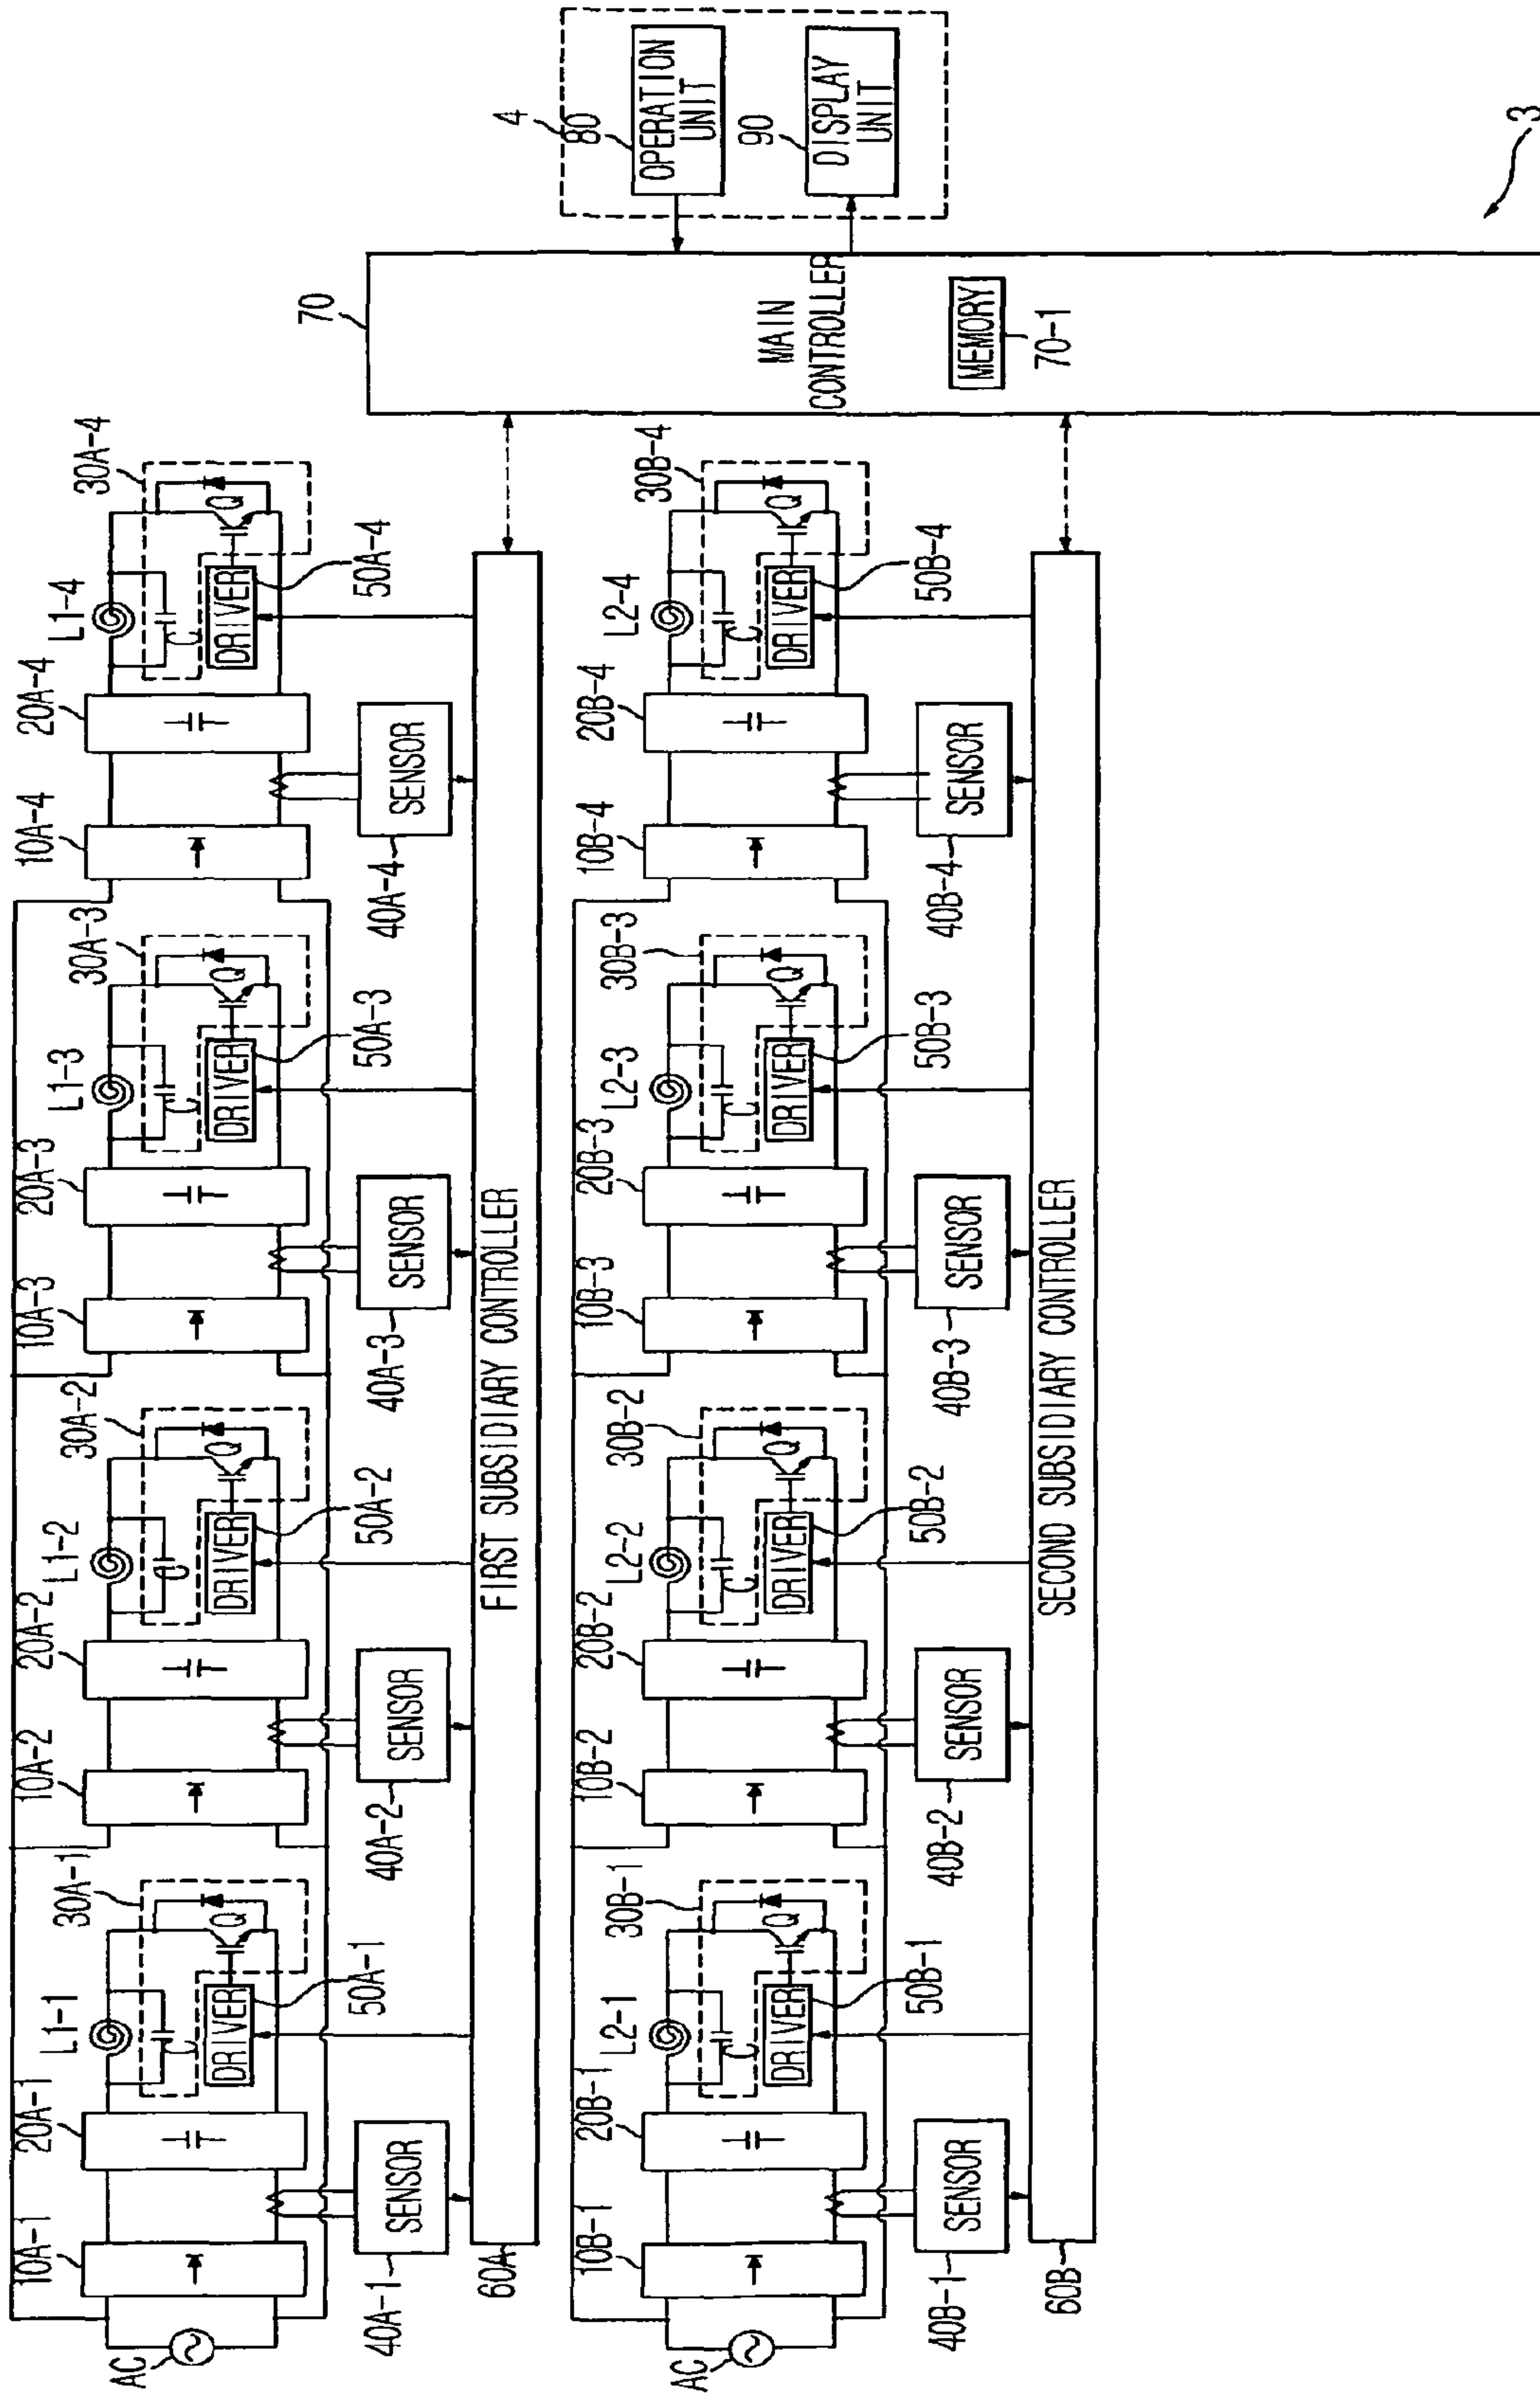 AC
10A-1
20A-1
L1-1
30A-1
C
Q
DRIVER
50A-1
SENSOR
40A-1
10A-2
20A-2
L1-2
30A-2
C
Q
DRIVER
50A-2
SENSOR
40A-2
10A-3
20A-3
L1-3
30A-3
C
Q
DRIVER
50A-3
SENSOR
40A-3
10A-4
20A-4
L1-4
30A-4
C
Q
DRIVER
50A-4
SENSOR
40A-4
60A
FIRST SUBSIDIARY CONTROLLER
AC
10B-1
20B-1
L2-1
30B-1
C
Q
DRIVER
50B-1
SENSOR
40B-1
10B-2
20B-2
L2-2
30B-2
C
Q
DRIVER
50B-2
SENSOR
40B-2
10B-3
20B-3
L2-3
30B-3
C
Q
DRIVER
50B-3
SENSOR
40B-3
10B-4
20B-4
L2-4
30B-4
C
Q
DRIVER
50B-4
SENSOR
40B-4
60B
SECOND SUBSIDIARY CONTROLLER
70
MAIN
CONTROLLER
MEMORY
70-1
4
80
OPERATION
UNIT
90
DISPLAY
UNIT
3